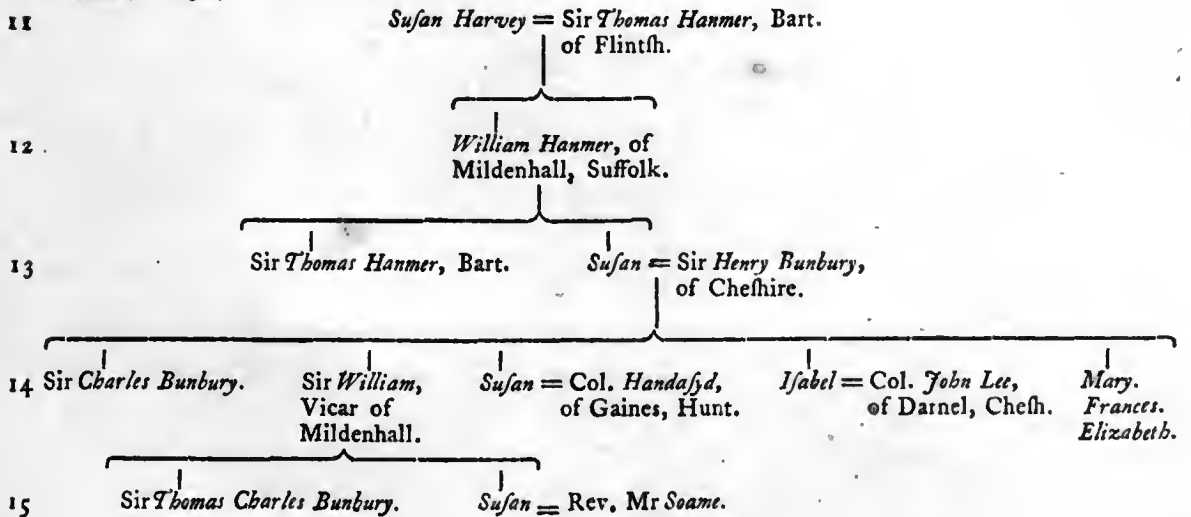 11 Suſan Harvey = Sir Thomas Hanmer, Bart.
of Flintſh.
12 William Hanmer, of
Mildenhall, Suffolk.
13 Sir Thomas Hanmer, Bart. Suſan = Sir Henry Bunbury,
of Cheſhire.
14 Sir Charles Bunbury. Sir William, Suſan = Col. Handaſyd, Iſabel = Col. John Lee, Mary.
Vicar of of Gaines, Hunt. of Darnel, Cheſh. Frances.
Mildenhall. Elizabeth.
15 Sir Thomas Charles Bunbury. Suſan = Rev. Mr Soame.